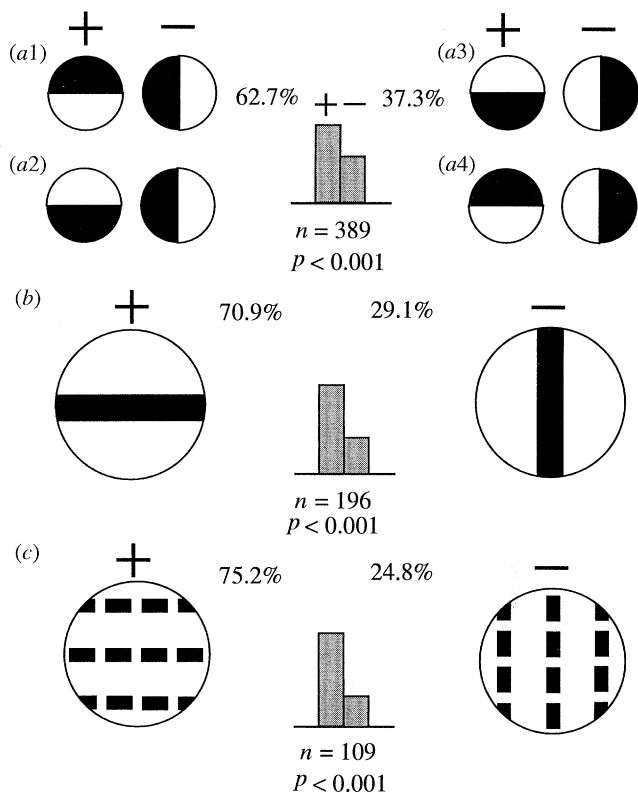 + − + −
(a1) (a3)
62.7% + − 37.3%
(a2) (a4)
n = 389
p < 0.001
(b) + 70.9% 29.1% −
n = 196
p < 0.001
(c) + 75.2% 24.8% −
n = 109
p < 0.001